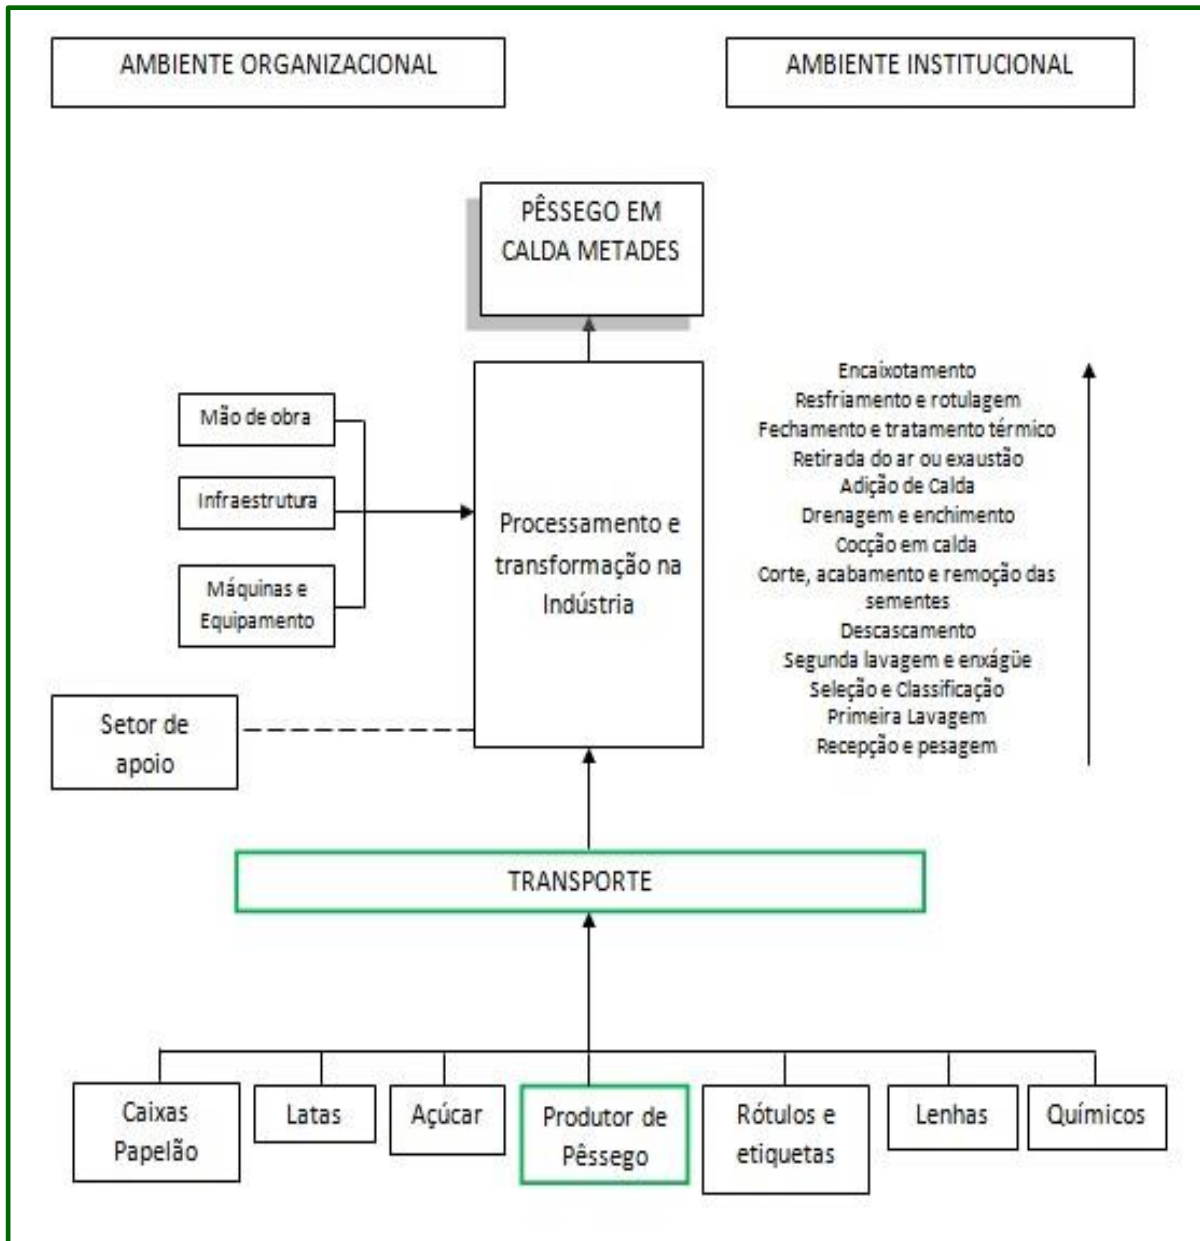 AMBIENTE ORGANIZACIONAL
AMBIENTE INSTITUCIONAL
PÊSSEGO EM
CALDA METADES
Mão de obra
Infraestrutura
Máquinas e
Equipamento
Processamento e
transformação na
Indústria
Encaixotamento
Resfriamento e rotulagem
Fechamento e tratamento térmico
Retirada do ar ou exaustão
Adição de Calda
Drenagem e enchimento
Cocção em calda
Corte, acabamento e remoção das
sementes
Descascamento
Segunda lavagem e enxágüe
Seleção e Classificação
Primeira Lavagem
Recepção e pesagem
Setor de
apoio
TRANSPORTE
Caixas
Papelão
Latas
Açúcar
Produtor de
Pêssego
Rótulos e
etiquetas
Lenhas
Químicos